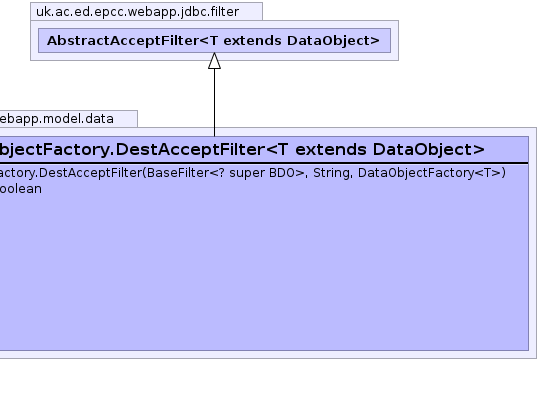 uk.ac.ed.epcc.webapp.jdbc.filter
AbstractAcceptFilter<T extends DataObject>
ebapp.model.data
bjectFactory.DestAcceptFilter<T extends DataObject>
actory.DestAcceptFilter(BaseFilter<? super BDO>, String, DataObjectFactory<T>)
oolean